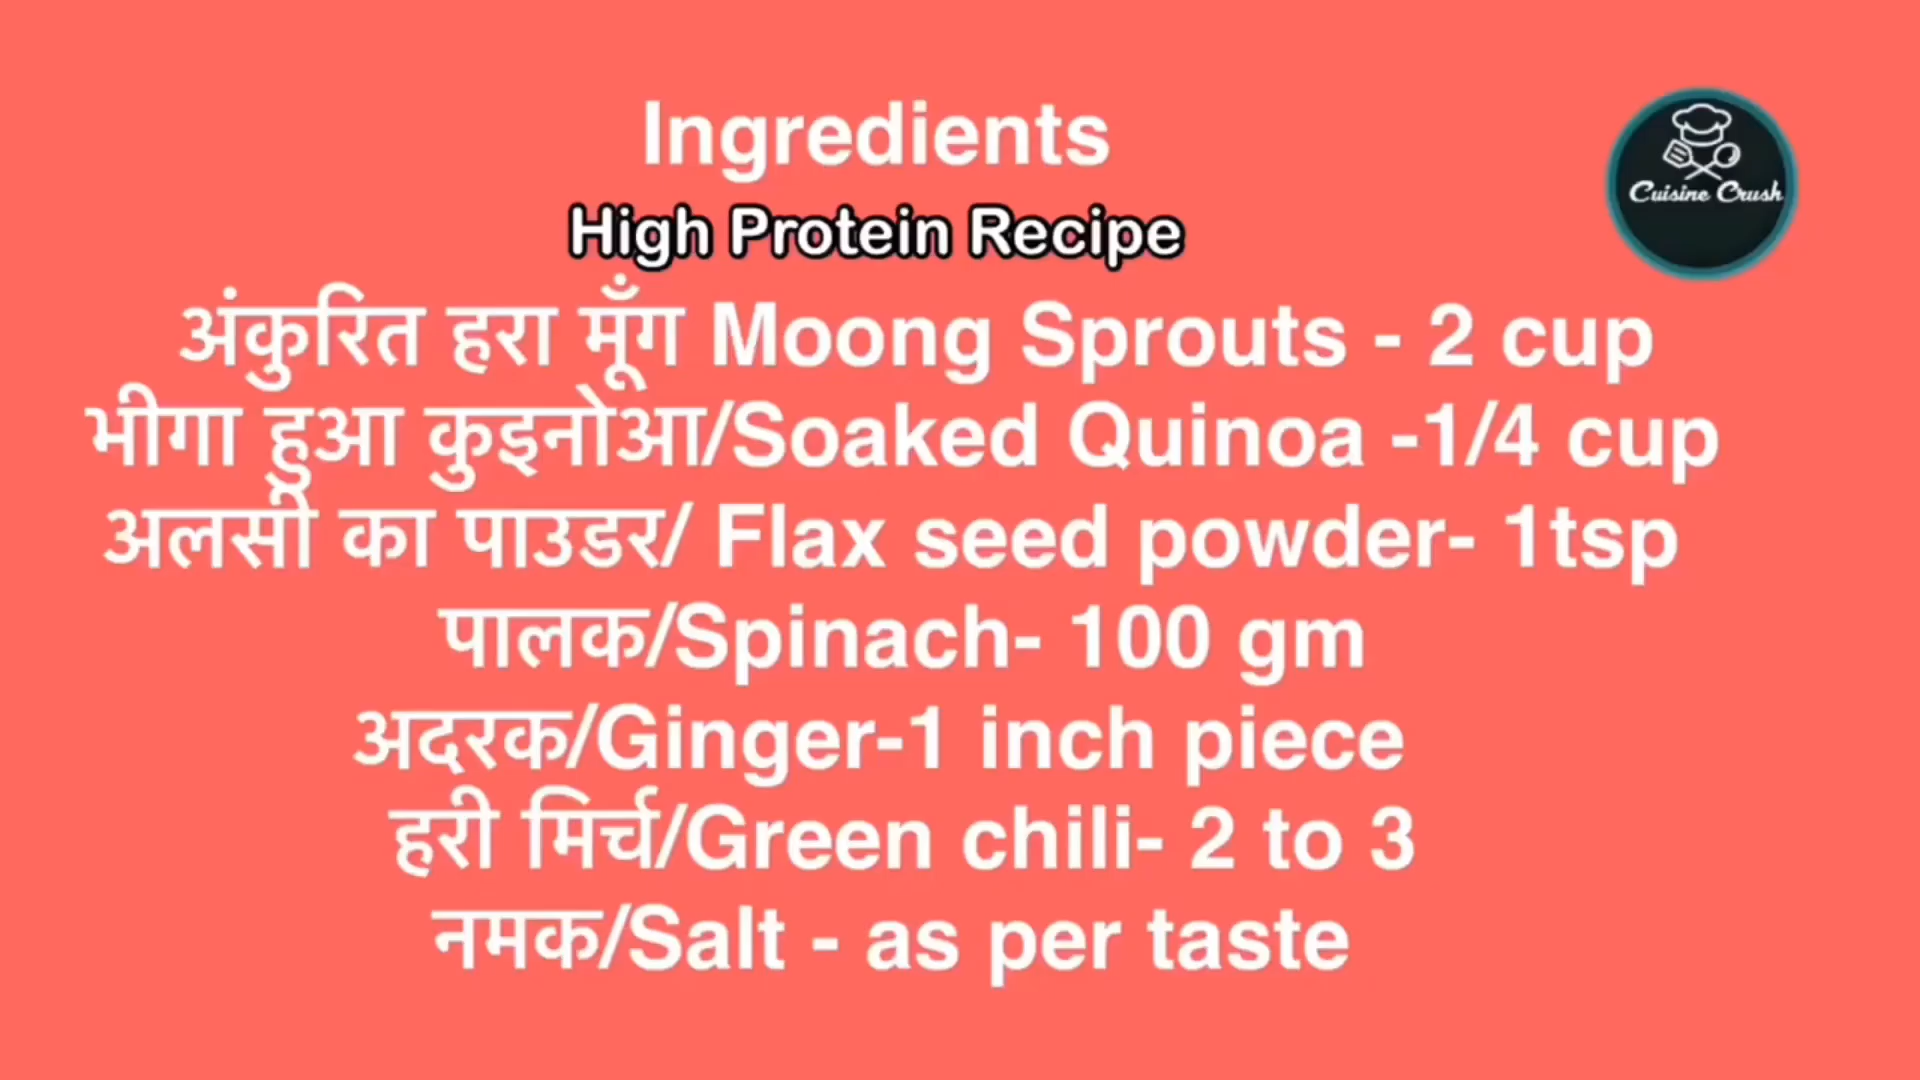 Ingredients
High Protein Recipe
Cuisine Crush
अंकुरित हरा मूँग Moong Sprouts - 2 cup
भीगा हुआ कुइनोआ/Soaked Quinoa -1/4 cup
अलसी का पाउडर/ Flax seed powder- 1tsp
पालक/Spinach- 100 gm
अदरक/Ginger-1 inch piece
हरी मिर्च/Green chili- 2 to 3
नमक/Salt - as per taste